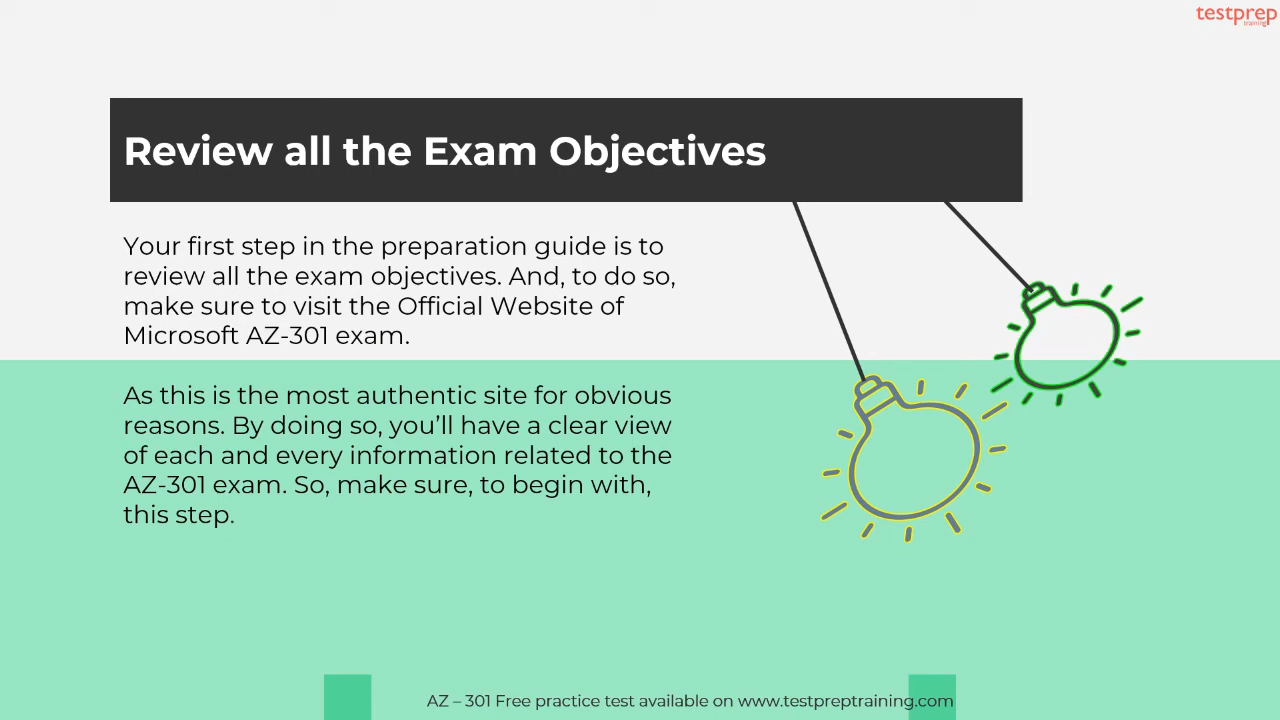 testprep
training
Review all the Exam Objectives
Your first step in the preparation guide is to
review all the exam objectives. And, to do so,
make sure to visit the Official Website of
Microsoft AZ-301 exam.
As this is the most authentic site for obvious
reasons. By doing so, you’ll have a clear view
of each and every information related to the
AZ-301 exam. So, make sure, to begin with,
this step.
AZ – 301 Free practice test available on www.testpreptraining.com